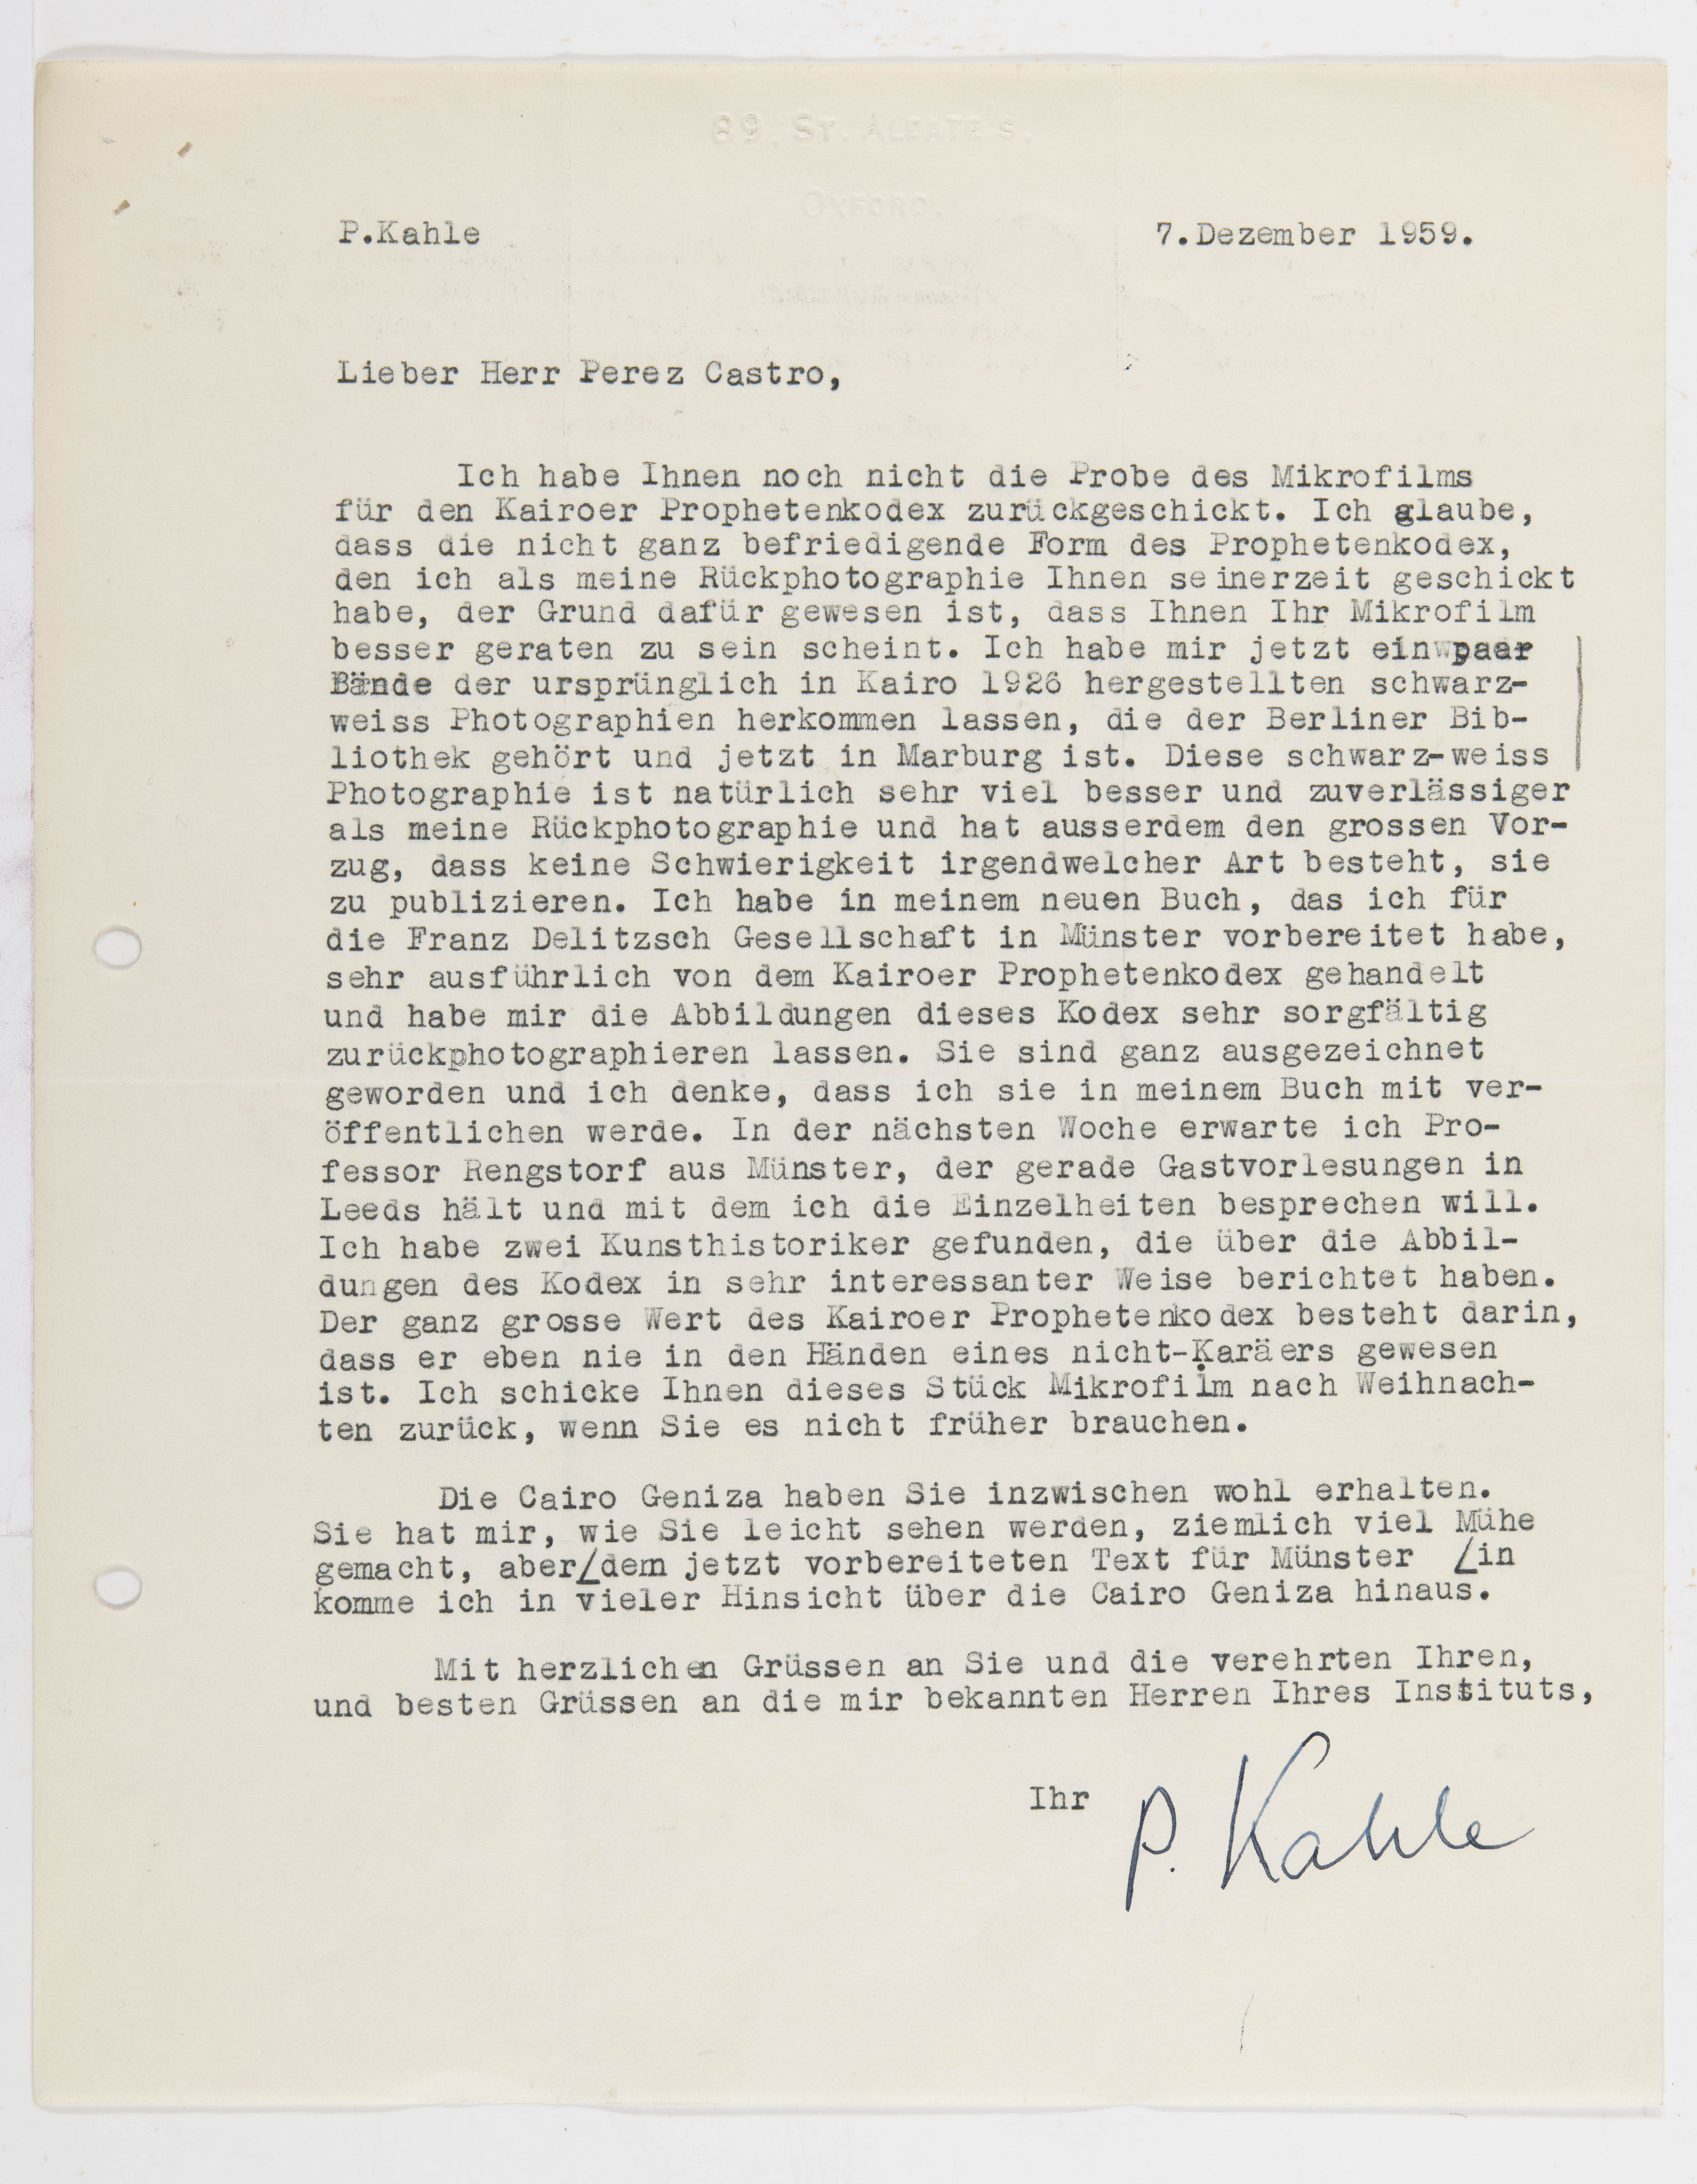 89, ST. ALDATE'S,
OXFORD.
P.Kahle 7.Dezember 1959.
Lieber Herr Perez Castro,
Ich habe Ihnen noch nicht die Probe des Mikrofilms
für den Kairoer Prophetenkodex zurückgeschickt. Ich glaube,
dass die nicht ganz befriedigende Form des Prophetenkodex,
den ich als meine Rückphotographie Ihnen seinerzeit geschickt
habe, der Grund dafür gewesen ist, dass Ihnen Ihr Mikrofilm
besser geraten zu sein scheint. Ich habe mir jetzt ein paar
Bände der ursprünglich in Kairo 1926 hergestellten schwarz-
weiss Photographien herkommen lassen, die der Berliner Bib-
liothek gehört und jetzt in Marburg ist. Diese schwarz-weiss
Photographie ist natürlich sehr viel besser und zuverlässiger
als meine Rückphotographie und hat ausserdem den grossen Vor-
zug, dass keine Schwierigkeit irgendwelcher Art besteht, sie
zu publizieren. Ich habe in meinem neuen Buch, das ich für
die Franz Delitzsch Gesellschaft in Münster vorbereitet habe,
sehr ausführlich von dem Kairoer Prophetenkodex gehandelt
und habe mir die Abbildungen dieses Kodex sehr sorgfältig
zurückphotographieren lassen. Sie sind ganz ausgezeichnet
geworden und ich denke, dass ich sie in meinem Buch mit ver-
öffentlichen werde. In der nächsten Woche erwarte ich Pro-
fessor Rengstorf aus Münster, der gerade Gastvorlesungen in
Leeds hält und mit dem ich die Einzelheiten besprechen will.
Ich habe zwei Kunsthistoriker gefunden, die über die Abbil-
dungen des Kodex in sehr interessanter Weise berichtet haben.
Der ganz grosse Wert des Kairoer Prophetenkodex besteht darin,
dass er eben nie in den Händen eines nicht-Karäers gewesen
ist. Ich schicke Ihnen dieses Stück Mikrofilm nach Weihnach-
ten zurück, wenn Sie es nicht früher brauchen.
Die Cairo Geniza haben Sie inzwischen wohl erhalten.
Sie hat mir, wie Sie leicht sehen werden, ziemlich viel Mühe
gemacht, aber/dem jetzt vorbereiteten Text für Münster /in
komme ich in vieler Hinsicht über die Cairo Geniza hinaus.
Mit herzlichen Grüssen an Sie und die verehrten Ihren,
und besten Grüssen an die mir bekannten Herren Ihres Instituts,
Ihr P. Kahle